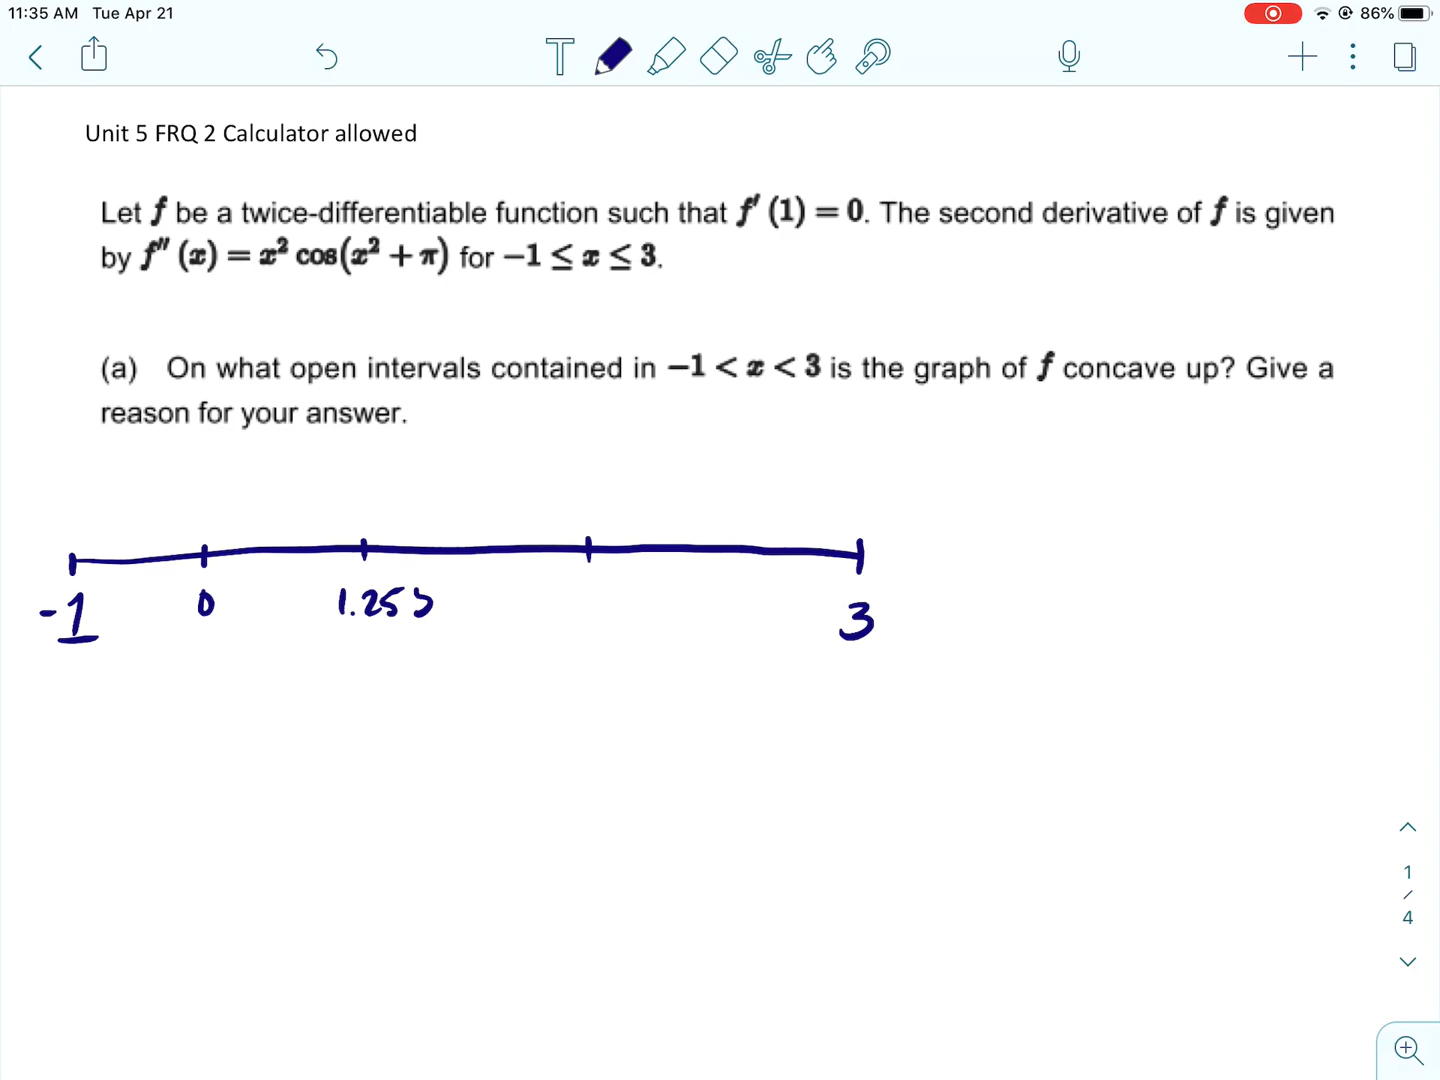 11:35 AM Tue Apr 21
86%
T
Unit 5 FRQ 2 Calculator allowed
Let f be a twice-differentiable function such that f′ (1) = 0. The second derivative of f is given
by f″ (x) = x² cos(x² + π) for −1 ≤ x ≤ 3.
(a) On what open intervals contained in −1 < x < 3 is the graph of f concave up? Give a
reason for your answer.
-1 0 1.253 3
1
/
4